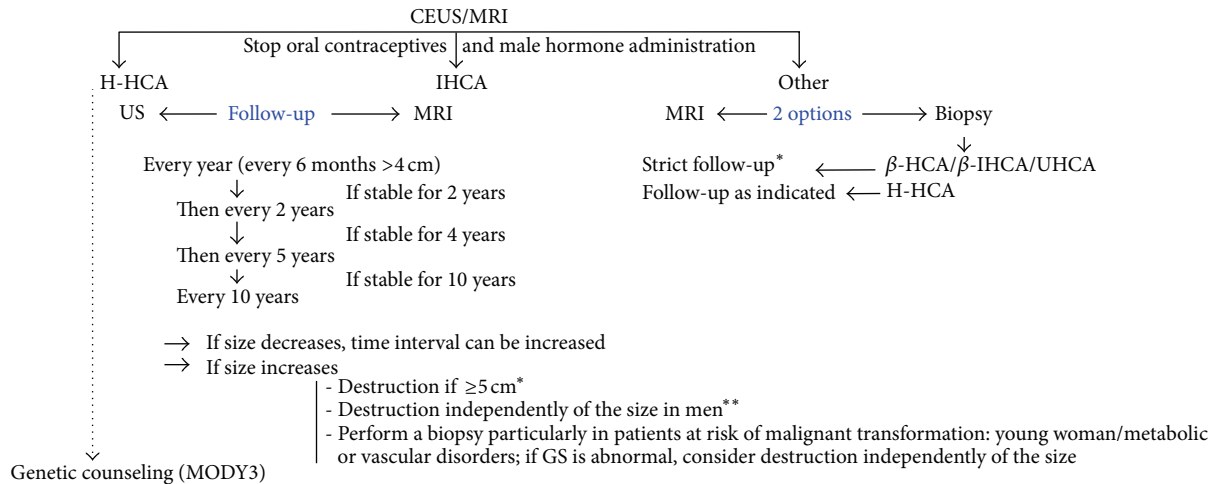 CEUS/MRI
Stop oral contraceptives and male hormone administration
H-HCA IHCA Other
US Follow-up MRI MRI 2 options Biopsy
Every year (every 6 months >4 cm) Strict follow-up* β-HCA/β-IHCA/UHCA
If stable for 2 years Follow-up as indicated H-HCA
Then every 2 years
If stable for 4 years
Then every 5 years
If stable for 10 years
Every 10 years
If size decreases, time interval can be increased
If size increases
- Destruction if ≥5 cm*
- Destruction independently of the size in men**
- Perform a biopsy particularly in patients at risk of malignant transformation: young woman/metabolic
or vascular disorders; if GS is abnormal, consider destruction independently of the size
Genetic counseling (MODY3)